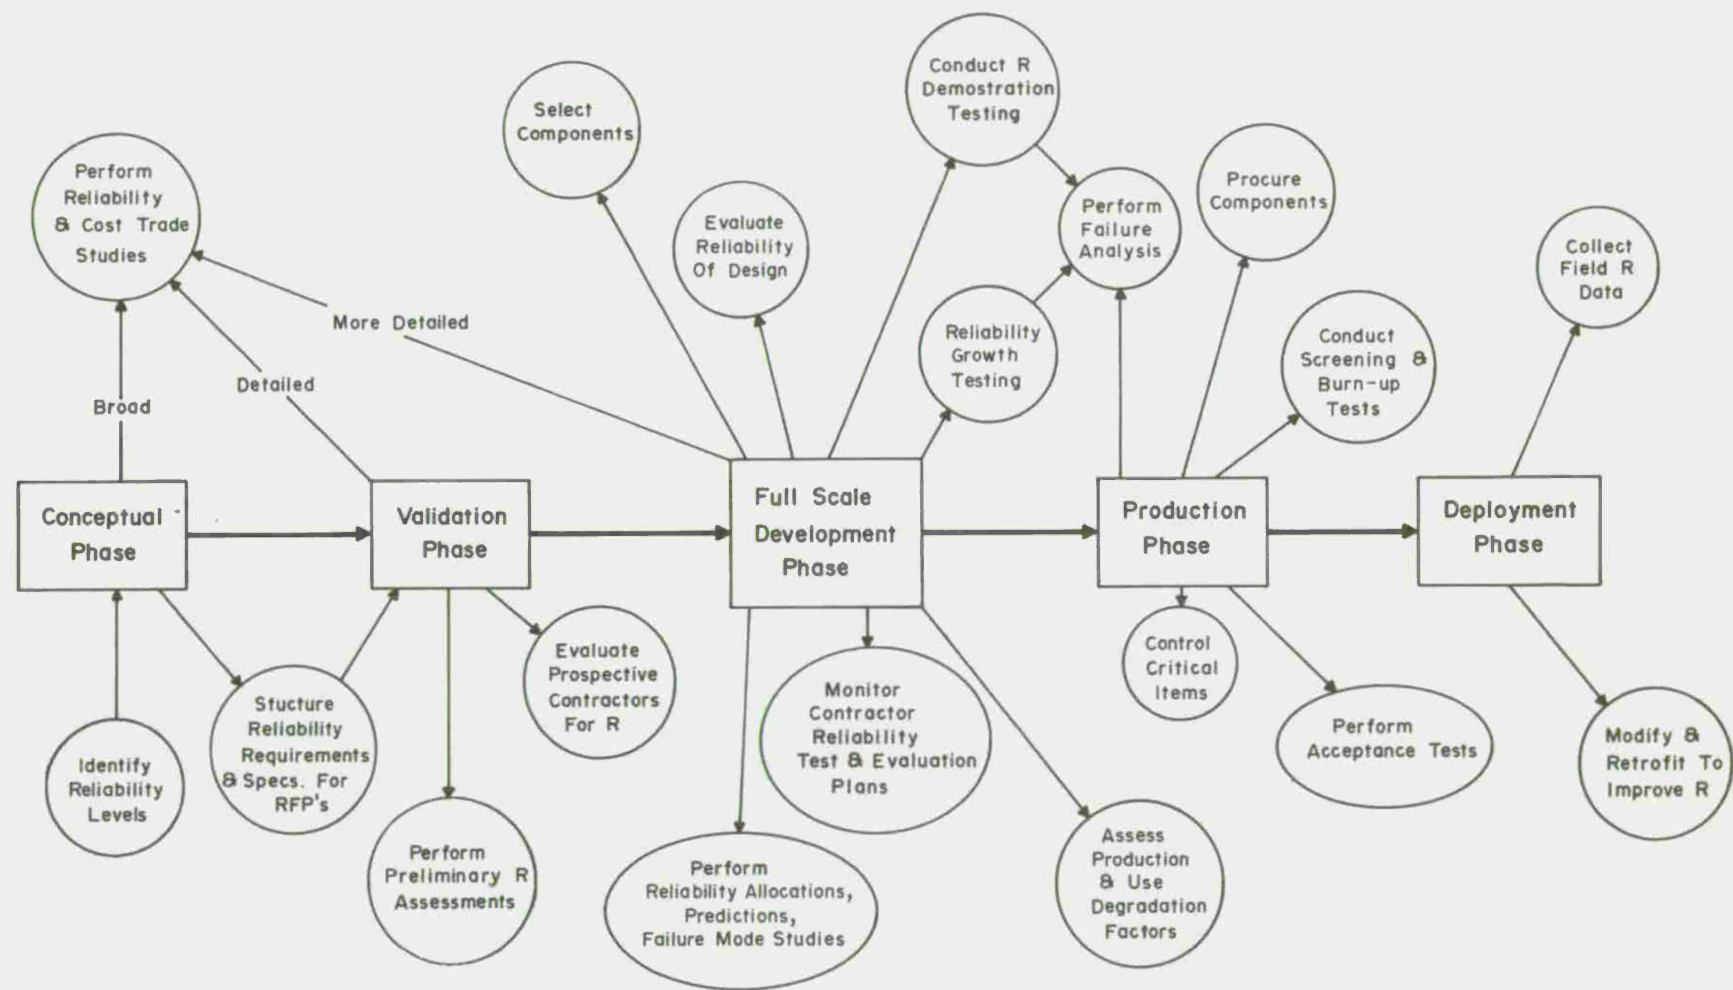 Conduct R
Demostration
Testing
Select
Components
Perform
Reliability
& Cost Trade
Studies
Evaluate
Reliability
Of Design
Perform
Failure
Analysis
Procure
Components
Collect
Field R
Data
More Detailed
Detailed
Broad
Reliability
Growth
Testing
Conduct
Screening &
Burn-up
Tests
Conceptual
Phase
Validation
Phase
Full Scale
Development
Phase
Production
Phase
Deployment
Phase
Identify
Reliability
Levels
Stucture
Reliability
Requirements
& Specs. For
RFP's
Evaluate
Prospective
Contractors
For R
Perform
Preliminary R
Assessments
Monitor
Contractor
Reliability
Test & Evaluation
Plans
Perform
Reliability Allocations,
Predictions,
Failure Mode Studies
Assess
Production
& Use
Degradation
Factors
Control
Critical
Items
Perform
Acceptance Tests
Modify &
Retrofit To
Improve R